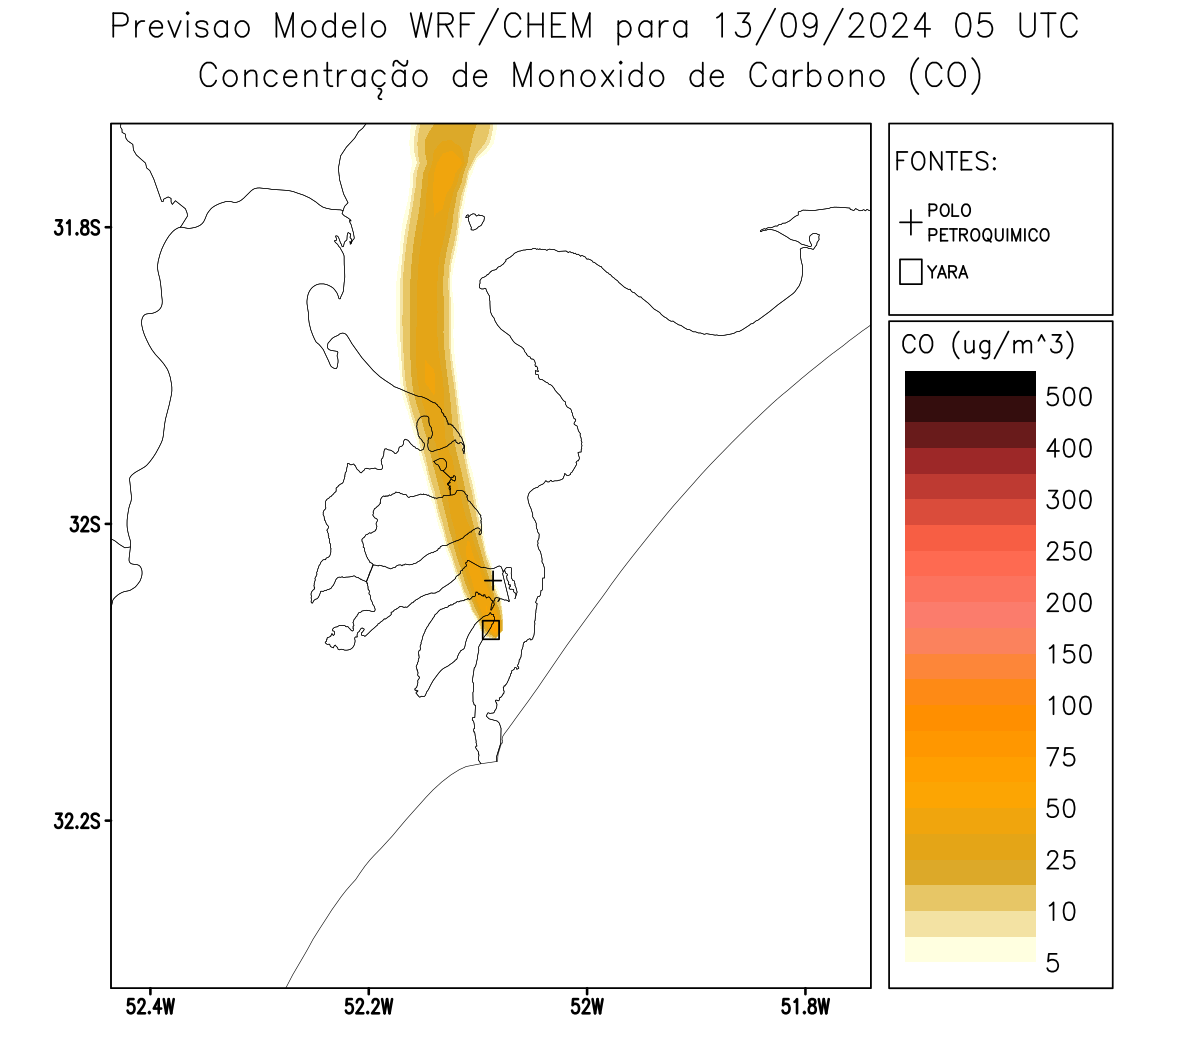 Previsao Modelo WRF/CHEM para 13/09/2024 05 UTC
Concentração de Monoxido de Carbono (CO)
FONTES:
POLO
PETROQUIMICO
YARA
CO (ug/m^3)
500
400
300
250
200
150
100
75
50
25
10
5
31.8S
32S
32.2S
52.4W
52.2W
52W
51.8W